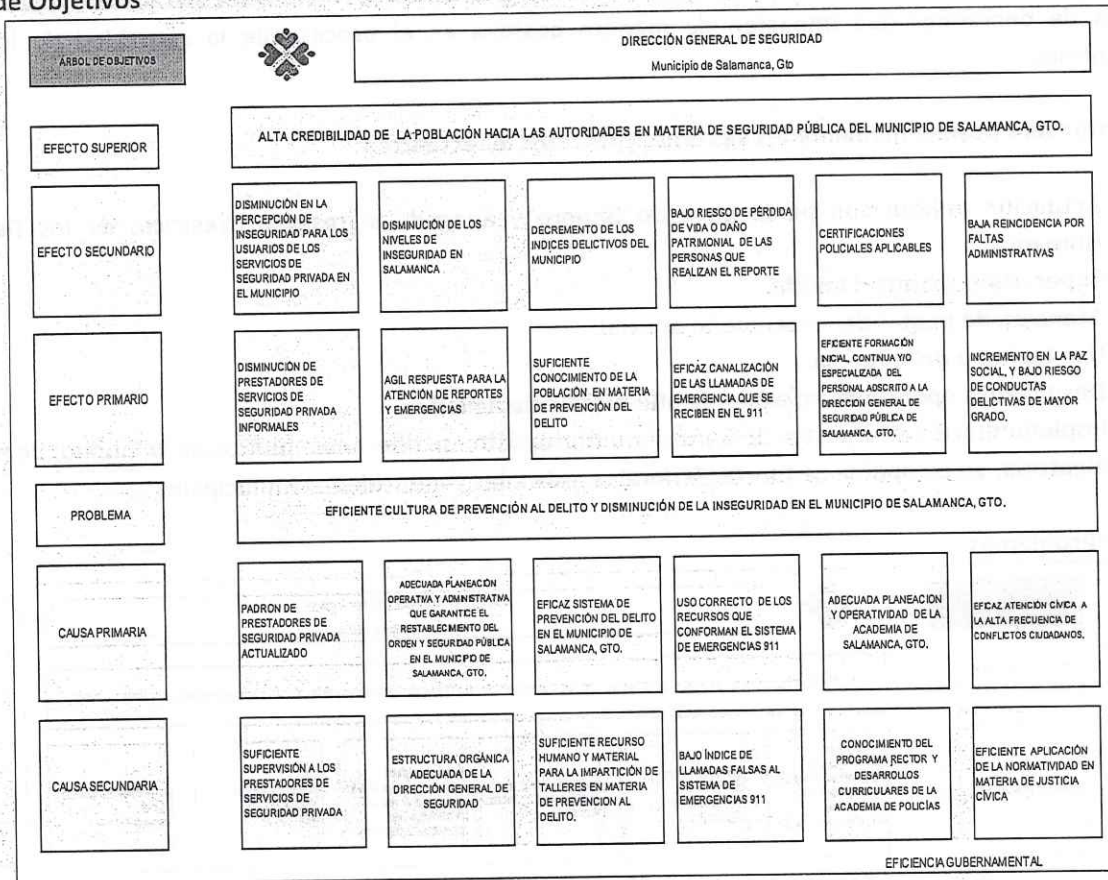 de Objetivos
ÁRBOL DE OBJETIVOS
DIRECCIÓN GENERAL DE SEGURIDAD
Municipio de Salamanca, Gto
EFECTO SUPERIOR
ALTA CREDIBILIDAD DE LA POBLACIÓN HACIA LAS AUTORIDADES EN MATERIA DE SEGURIDAD PÚBLICA DEL MUNICIPIO DE SALAMANCA, GTO.
EFECTO SECUNDARIO
DISMINUCIÓN EN LA
PERCEPCIÓN DE
INSEGURIDAD PARA LOS
USUARIOS DE LOS
SERVICIOS DE
SEGURIDAD PRIVADA EN
EL MUNICIPIO
DISMINUCIÓN DE LOS
NIVELES DE
INSEGURIDAD EN
SALAMANCA
DECREMENTO DE LOS
INDICES DELICTIVOS DEL
MUNICIPIO
BAJO RIESGO DE PÉRDIDA
DE VIDA O DAÑO
PATRIMONIAL DE LAS
PERSONAS QUE
REALIZAN EL REPORTE
CERTIFICACIONES
POLICIALES APLICABLES
BAJA REINCIDENCIA POR
FALTAS
ADMINISTRATIVAS
EFECTO PRIMARIO
DISMINUCIÓN DE
PRESTADORES DE
SERVICIOS DE
SEGURIDAD PRIVADA
INFORMALES
AGIL RESPUESTA PARA LA
ATENCIÓN DE REPORTES
Y EMERGENCIAS
SUFICIENTE
CONOCIMIENTO DE LA
POBLACIÓN EN MATERIA
DE PREVENCIÓN DEL
DELITO
EFICAZ CANALIZACIÓN
DE LAS LLAMADAS DE
EMERGENCIA QUE SE
RECIBEN EN EL 911
EFICIENTE FORMACIÓN
INICIAL, CONTINUA Y/O
ESPECIALIZADA DEL
PERSONAL ADSCRITO A LA
DIRECCIÓN GENERAL DE
SEGURIDAD PÚBLICA DE
SALAMANCA, GTO.
INCREMENTO EN LA PAZ
SOCIAL, Y BAJO RIESGO
DE CONDUCTAS
DELICTIVAS DE MAYOR
GRADO.
PROBLEMA
EFICIENTE CULTURA DE PREVENCIÓN AL DELITO Y DISMINUCIÓN DE LA INSEGURIDAD EN EL MUNICIPIO DE SALAMANCA, GTO.
CAUSA PRIMARIA
PADRON DE
PRESTADORES DE
SEGURIDAD PRIVADA
ACTUALIZADO
ADECUADA PLANEACIÓN
OPERATIVA Y ADMINISTRATIVA
QUE GARANTICE EL
RESTABLECIMIENTO DEL
ORDEN Y SEGURIDAD PÚBLICA
EN EL MUNICIPIO DE
SALAMANCA, GTO.
EFICAZ SISTEMA DE
PREVENCIÓN DEL DELITO
EN EL MUNICIPIO DE
SALAMANCA, GTO.
USO CORRECTO DE LOS
RECURSOS QUE
CONFORMAN EL SISTEMA
DE EMERGENCIAS 911
ADECUADA PLANEACION
Y OPERATIVIDAD DE LA
ACADEMIA DE
SALAMANCA, GTO.
EFICAZ ATENCIÓN CÍVICA A
LA ALTA FRECUENCIA DE
CONFLICTOS CIUDADANOS.
CAUSA SECUNDARIA
SUFICIENTE
SUPERVISIÓN A LOS
PRESTADORES DE
SERVICIOS DE
SEGURIDAD PRIVADA
ESTRUCTURA ORGÁNICA
ADECUADA DE LA
DIRECCIÓN GENERAL DE
SEGURIDAD
SUFICIENTE RECURSO
HUMANO Y MATERIAL
PARA LA IMPARTICIÓN DE
TALLERES EN MATERIA
DE PREVENCION AL
DELITO.
BAJO ÍNDICE DE
LLAMADAS FALSAS AL
SISTEMA DE
EMERGENCIAS 911
CONOCIMIENTO DEL
PROGRAMA RECTOR Y
DESARROLLOS
CURRICULARES DE LA
ACADEMIA DE POLICÍAS
EFICIENTE APLICACIÓN
DE LA NORMATIVIDAD EN
MATERIA DE JUSTICIA
CÍVICA
EFICIENCIA GUBERNAMENTAL